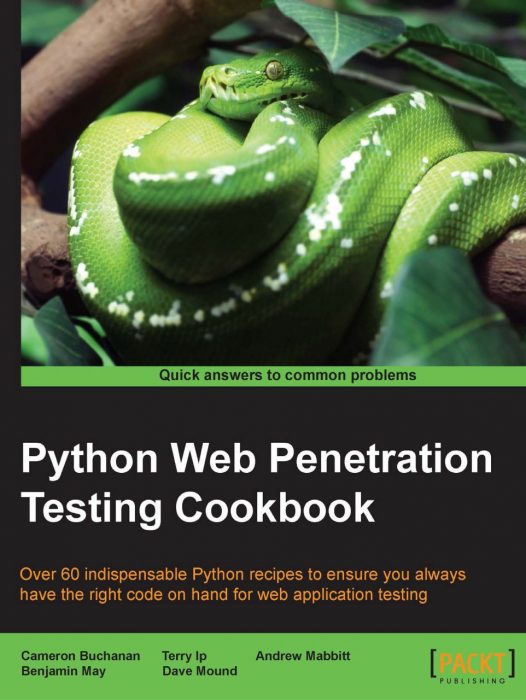 Quick answers to common problems
Python Web Penetration
Testing Cookbook
Over 60 indispensable Python recipes to ensure you always
have the right code on hand for web application testing
Cameron Buchanan Terry Ip Andrew Mabbitt
Benjamin May Dave Mound
[PACKT]
PUBLISHING